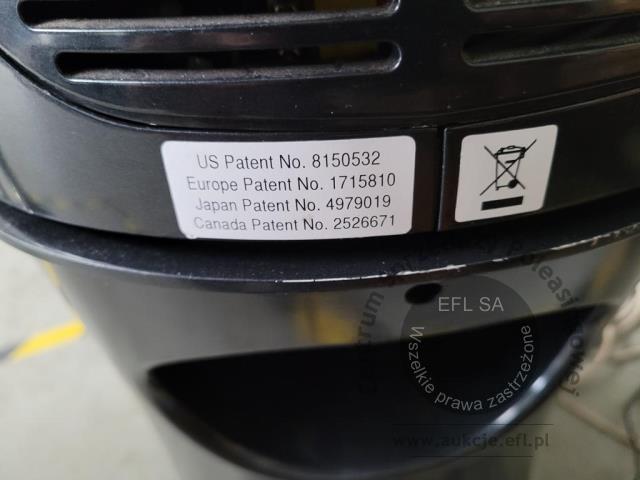 US Patent No. 8150532
Europe Patent No. 1715810
Japan Patent No. 4979019
Canada Patent No. 2526671
EFL SA
Wszelkie prawa zastrzeżone
www.aukcje.efl.pl